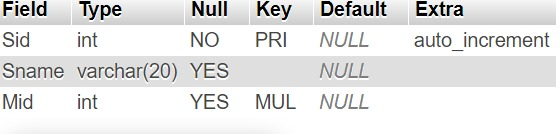 Field Type Null Key Default Extra
Sid int NO PRI NULL auto_increment
Sname varchar(20) YES NULL
Mid int YES MUL NULL